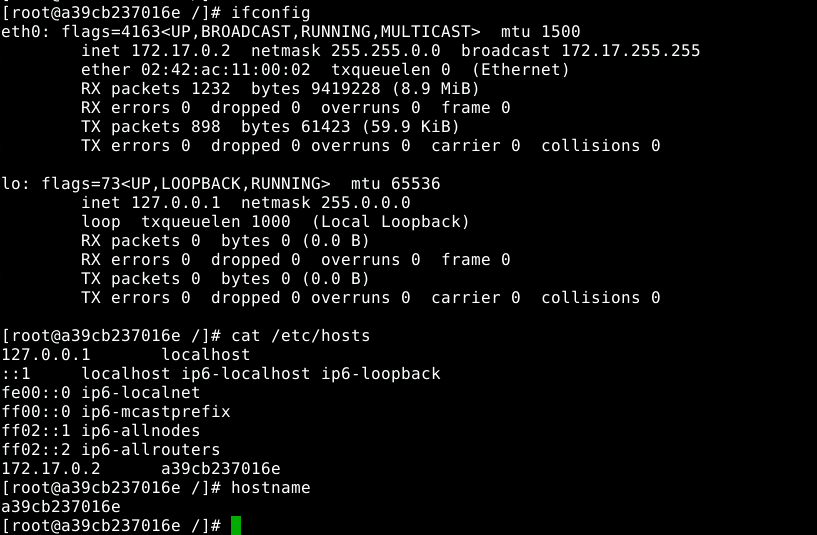 [root@a39cb237016e /]# ifconfig
eth0: flags=4163<UP,BROADCAST,RUNNING,MULTICAST>  mtu 1500
        inet 172.17.0.2  netmask 255.255.0.0  broadcast 172.17.255.255
        ether 02:42:ac:11:00:02  txqueuelen 0  (Ethernet)
        RX packets 1232  bytes 9419228 (8.9 MiB)
        RX errors 0  dropped 0  overruns 0  frame 0
        TX packets 898  bytes 61423 (59.9 KiB)
        TX errors 0  dropped 0 overruns 0  carrier 0  collisions 0

lo: flags=73<UP,LOOPBACK,RUNNING>  mtu 65536
        inet 127.0.0.1  netmask 255.0.0.0
        loop  txqueuelen 1000  (Local Loopback)
        RX packets 0  bytes 0 (0.0 B)
        RX errors 0  dropped 0  overruns 0  frame 0
        TX packets 0  bytes 0 (0.0 B)
        TX errors 0  dropped 0 overruns 0  carrier 0  collisions 0

[root@a39cb237016e /]# cat /etc/hosts
127.0.0.1       localhost
::1     localhost ip6-localhost ip6-loopback
fe00::0 ip6-localnet
ff00::0 ip6-mcastprefix
ff02::1 ip6-allnodes
ff02::2 ip6-allrouters
172.17.0.2      a39cb237016e
[root@a39cb237016e /]# hostname
a39cb237016e
[root@a39cb237016e /]#